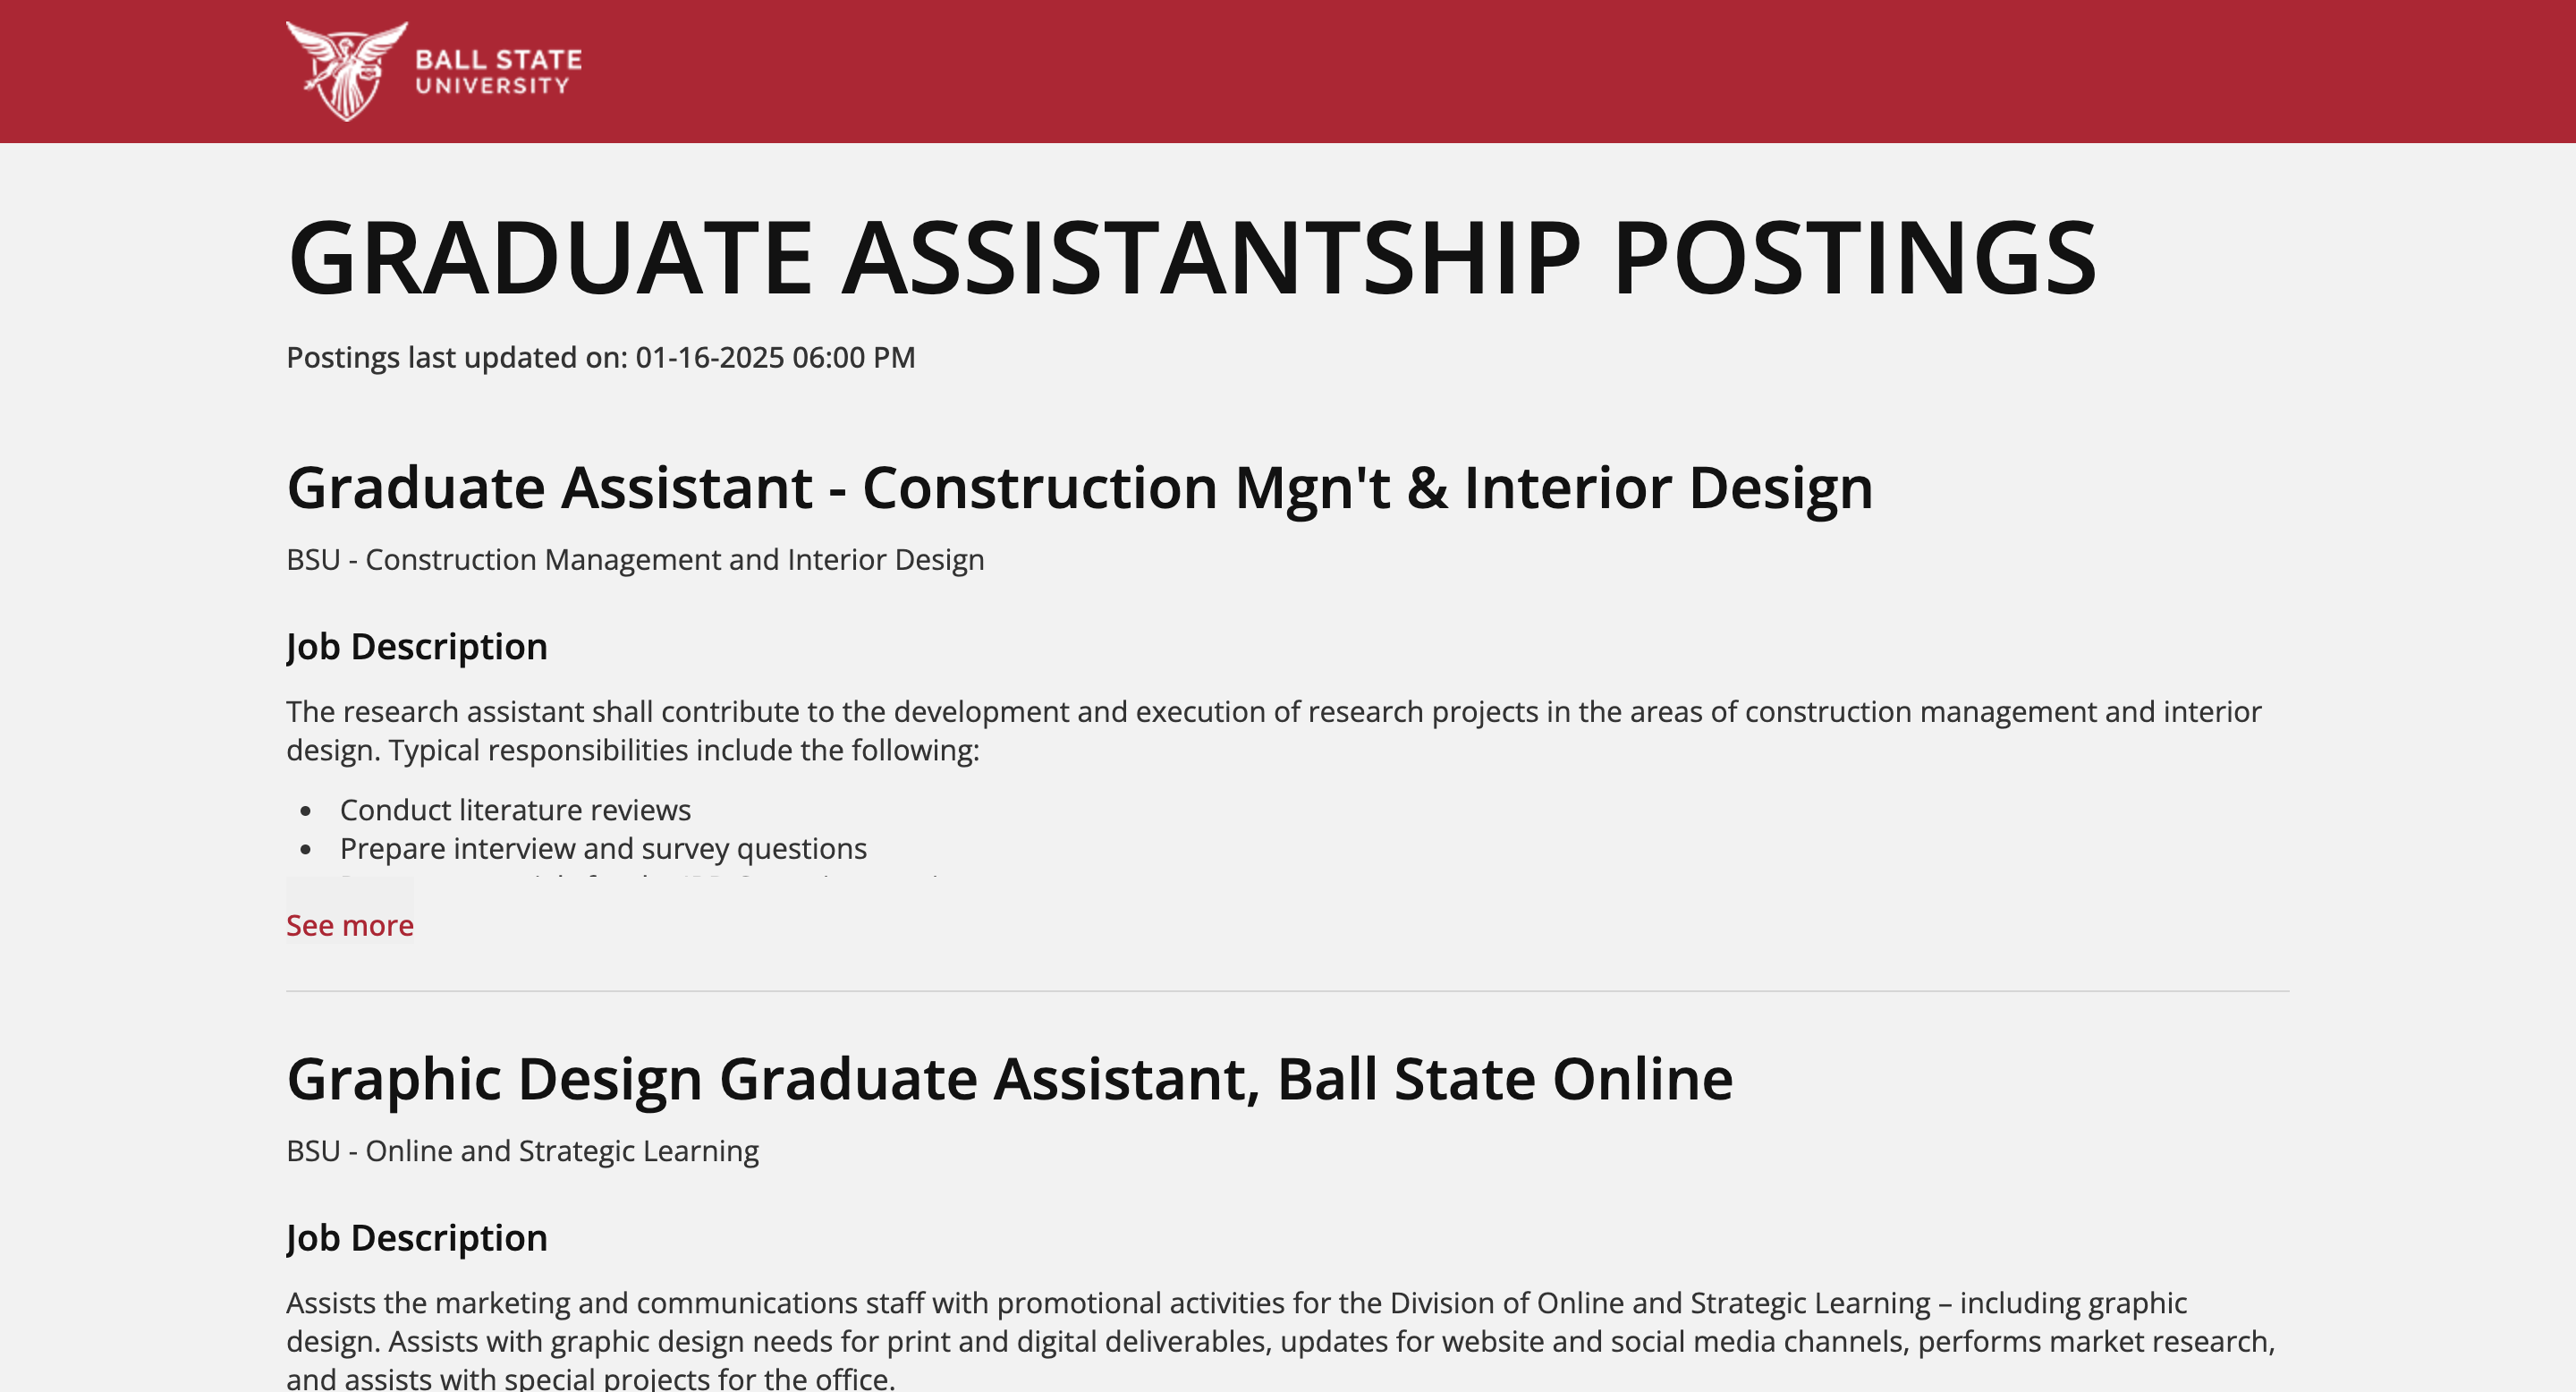 BALL STATE
UNIVERSITY
GRADUATE ASSISTANTSHIP POSTINGS
Postings last updated on: 01-16-2025 06:00 PM
Graduate Assistant - Construction Mgn't & Interior Design
BSU - Construction Management and Interior Design
Job Description
The research assistant shall contribute to the development and execution of research projects in the areas of construction management and interior
design. Typical responsibilities include the following:
• Conduct literature reviews
• Prepare interview and survey questions
See more
Graphic Design Graduate Assistant, Ball State Online
BSU - Online and Strategic Learning
Job Description
Assists the marketing and communications staff with promotional activities for the Division of Online and Strategic Learning – including graphic
design. Assists with graphic design needs for print and digital deliverables, updates for website and social media channels, performs market research,
and assists with special projects for the office.